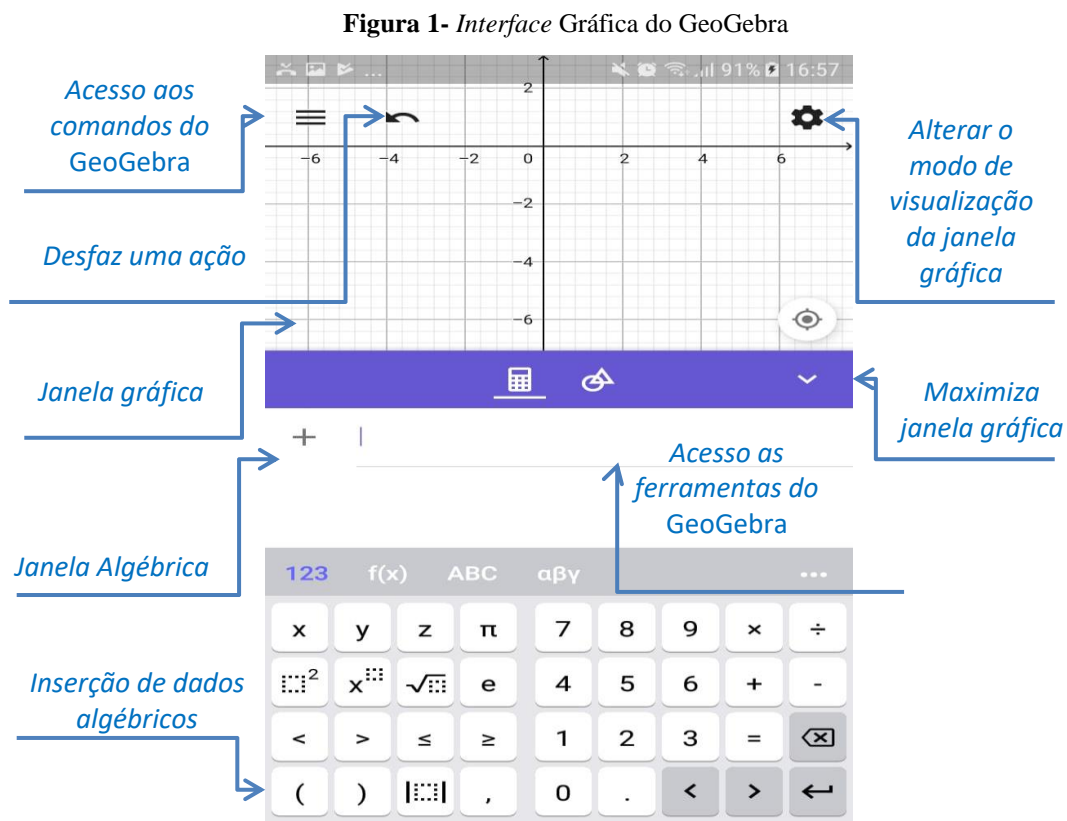 Figura 1- Interface Gráfica do GeoGebra
... 91% 16:57
Acesso aos
comandos do
GeoGebra
Alterar o
modo de
visualização
da janela
gráfica
2
-6 -4 -2 0 2 4 6
-2
Desfaz uma ação
-4
-6
Janela gráfica
Maximiza
janela gráfica
+
Acesso as
ferramentas do
GeoGebra
Janela Algébrica
123 f(x) ABC αβγ ...
x y z π 7 8 9 × ÷
Inserção de dados
algébricos
2 x √ e 4 5 6 + -
< > ≤ ≥ 1 2 3 =
( ) | | , 0 . < >